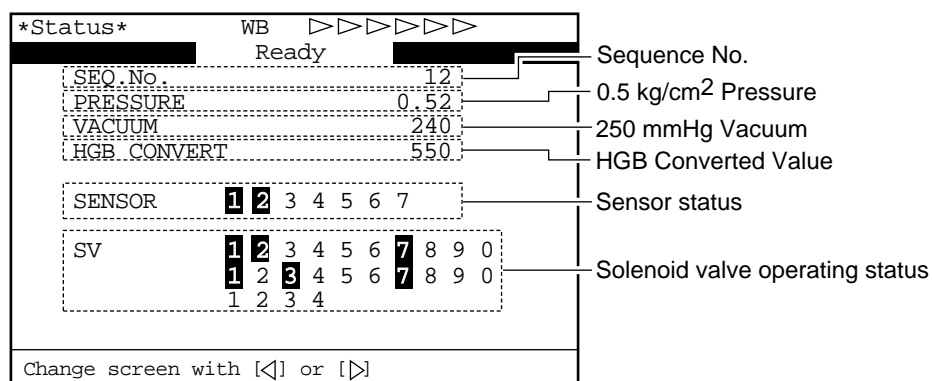 *Status* WB ▷▷▷▷▷▷
Ready
SEQ.No. 12
PRESSURE 0.52
VACUUM 240
HGB CONVERT 550
SENSOR 1 2 3 4 5 6 7
SV 1 2 3 4 5 6 7 8 9 0
1 2 3 4 5 6 7 8 9 0
1 2 3 4
Change screen with [◁] or [▷]
Sequence No.
0.5 kg/cm2 Pressure
250 mmHg Vacuum
HGB Converted Value
Sensor status
Solenoid valve operating status